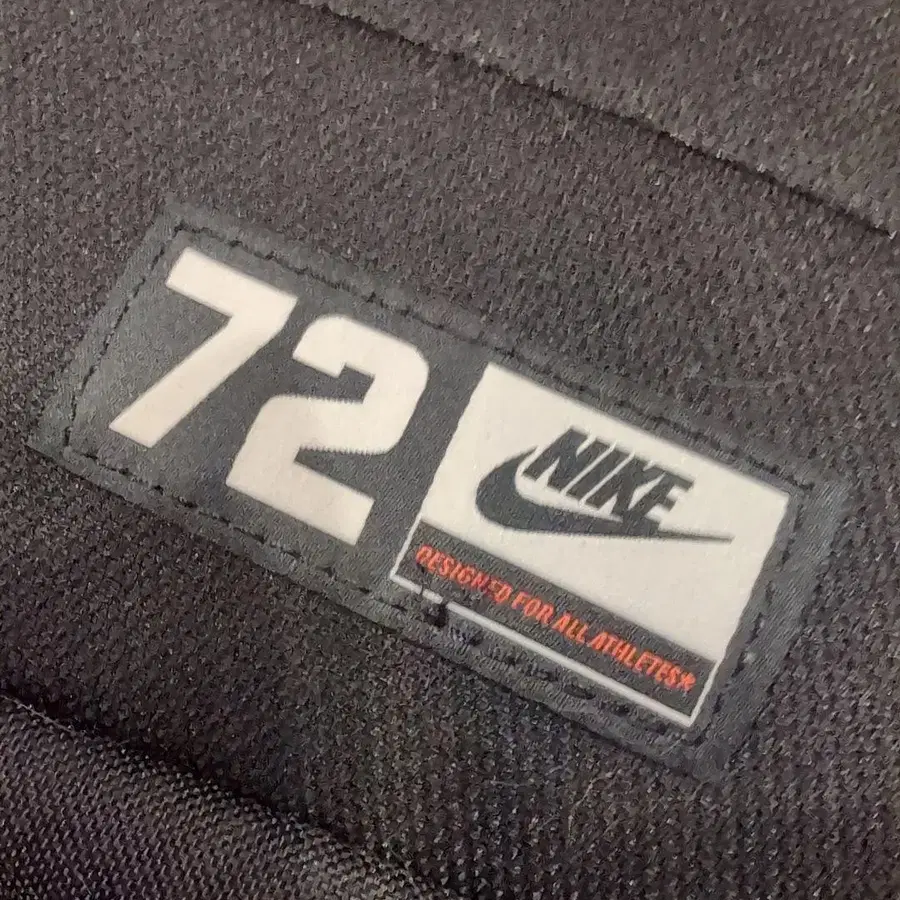 72
NIKE
DESIGNED FOR ALL ATHLETES*